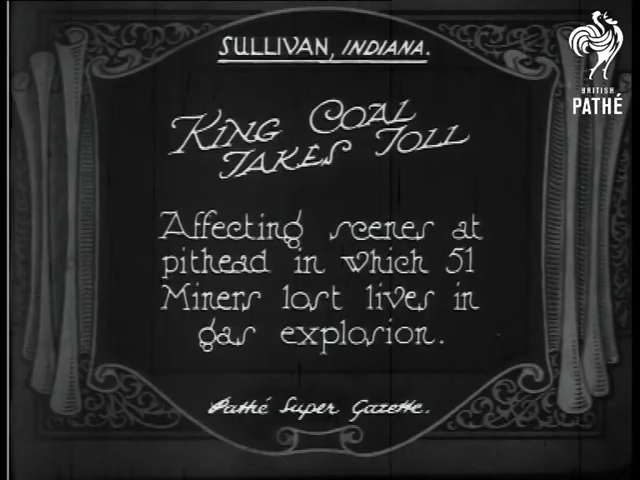 SULLIVAN, INDIANA.
BRITISH
PATHÉ
KING COAL
TAKES TOLL
Affecting scenes at
pithead in which 51
Miners lost lives in
gas explosion.
Pathé Super Gazette.